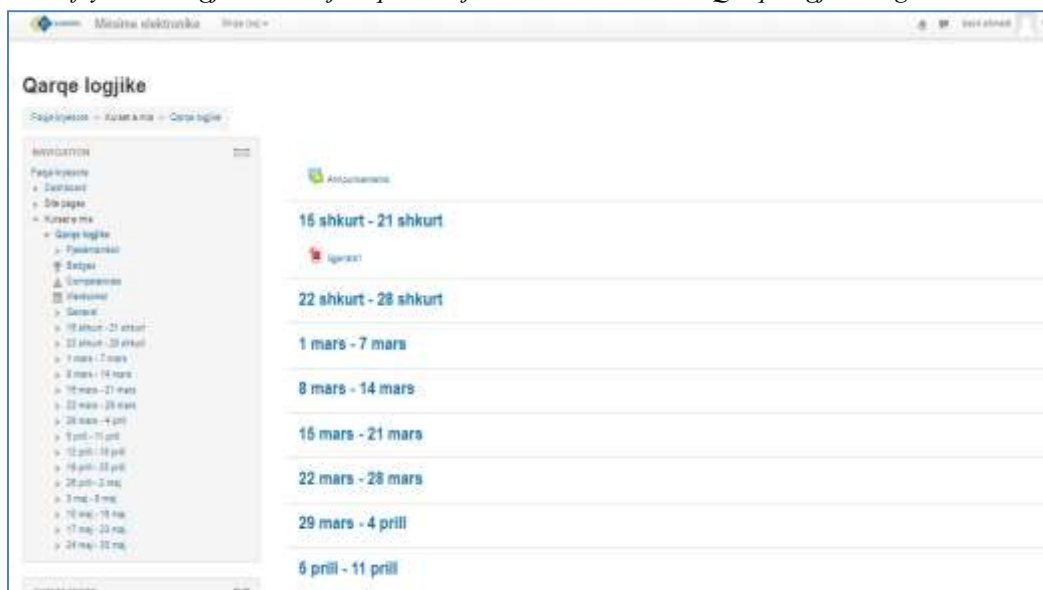 Mësimi elektronik
Qarqe logjike
Faqja kryesore Kurset e mia Qarqe logjike
NAVIGATION
Faqja kryesore
Dashboard
Site pages
Kurset e mia
Qarqe logjike
Pjesëmarrësit
Badges
Competencies
Vlerësimet
General
15 shkurt - 21 shkurt
22 shkurt - 28 shkurt
1 mars - 7 mars
8 mars - 14 mars
15 mars - 21 mars
22 mars - 28 mars
29 mars - 4 prill
5 prill - 11 prill
12 prill - 18 prill
19 prill - 25 prill
26 prill - 2 maj
3 maj - 9 maj
10 maj - 16 maj
17 maj - 23 maj
24 maj - 30 maj
Announcements
15 shkurt - 21 shkurt
ligjerata1
22 shkurt - 28 shkurt
1 mars - 7 mars
8 mars - 14 mars
15 mars - 21 mars
22 mars - 28 mars
29 mars - 4 prill
5 prill - 11 prill